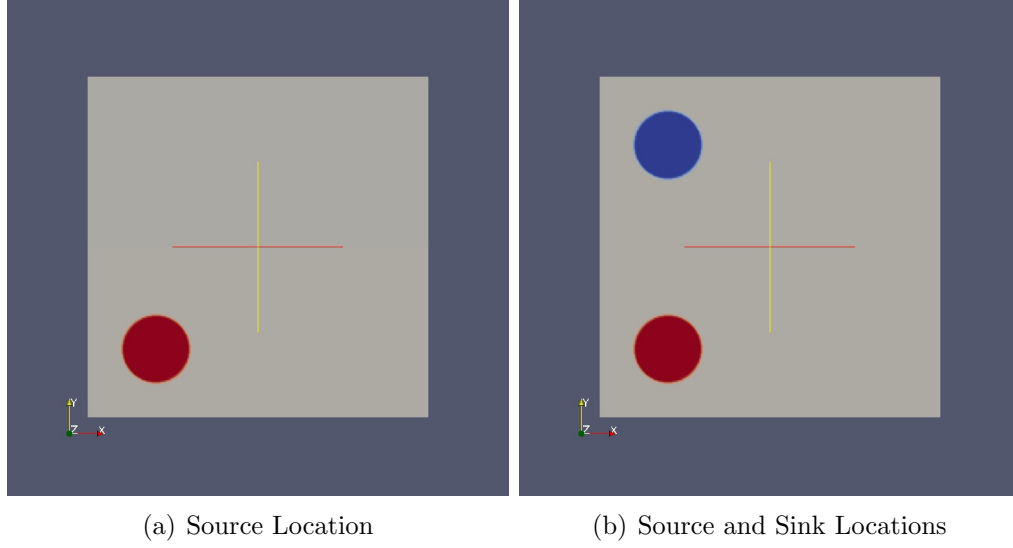 Y
Z X
Y
Z X
(a) Source Location
(b) Source and Sink Locations